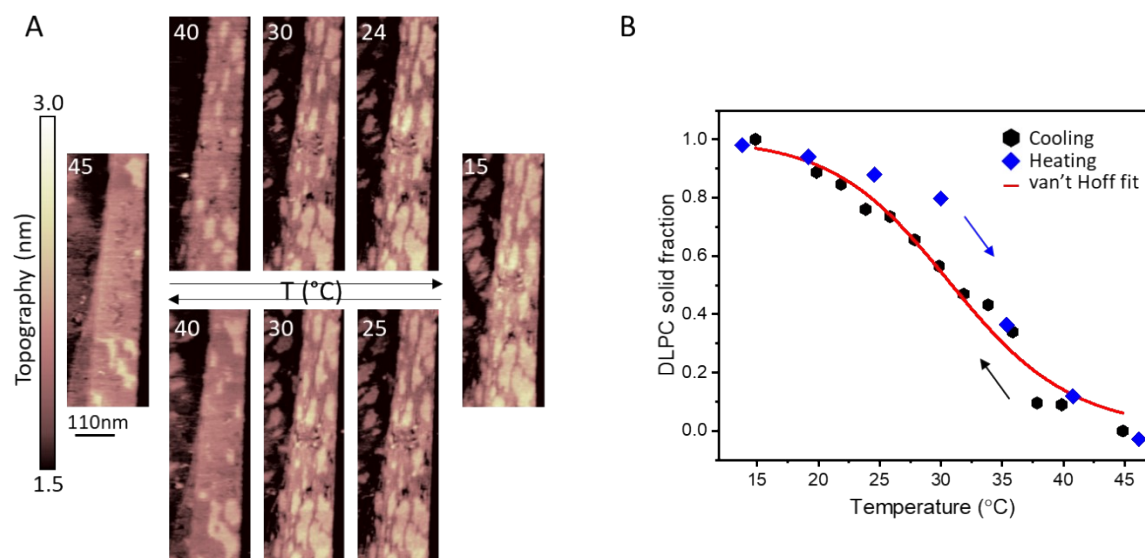 A
B
3.0
Topography (nm)
1.5
45
110nm
40
30
24
T (°C)
40
30
25
15
Cooling
Heating
van't Hoff fit
DLPC solid fraction
1.0
0.8
0.6
0.4
0.2
0.0
15 20 25 30 35 40 45
Temperature (°C)